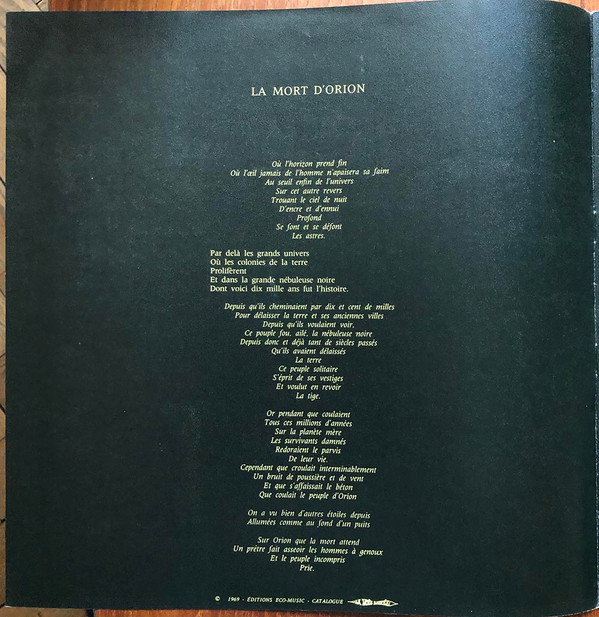 LA MORT D'ORION
Où l'horizon prend fin
Où l'œil jamais de l'homme n'apaisera sa faim
Au seuil enfin de l'univers
Sur cet autre revers
Trouant le ciel de nuit
D'encre et d'ennui
Profond
Se font et se défont
Les astres.
Par delà les grands univers
Où les colonies de la terre
Prolifèrent
Et dans la grande nébuleuse noire
Dont voici dix mille ans fut l'histoire.
Depuis qu'ils cheminaient par dix et cent de milles
Pour délaisser la terre et ses anciennes villes
Depuis qu'ils voulaient voir,
Ce peuple fou, ailé, la nébuleuse noire
Depuis donc et déjà tant de siècles passés
Qu'ils avaient délaissés
La terre
Ce peuple solitaire
S'éprit de ses vestiges
Et voulut en revoir
La tige.
Or pendant que coulaient
Tous ces millions d'années
Sur la planète mère
Les survivants damnés
Redoraient le parvis
De leur vie.
Cependant que croulait interminablement
Un bruit de poussière et de vent
Et que s'affaissait le béton
Que coulait le peuple d'Orion
On a vu bien d'autres étoiles depuis
Allumées comme au fond d'un puits
Sur Orion que la mort attend
Un prêtre fait asseoir les hommes à genoux
Et le peuple incompris
Prie.
© 1969 - ÉDITIONS ECO-MUSIC - CATALOGUE